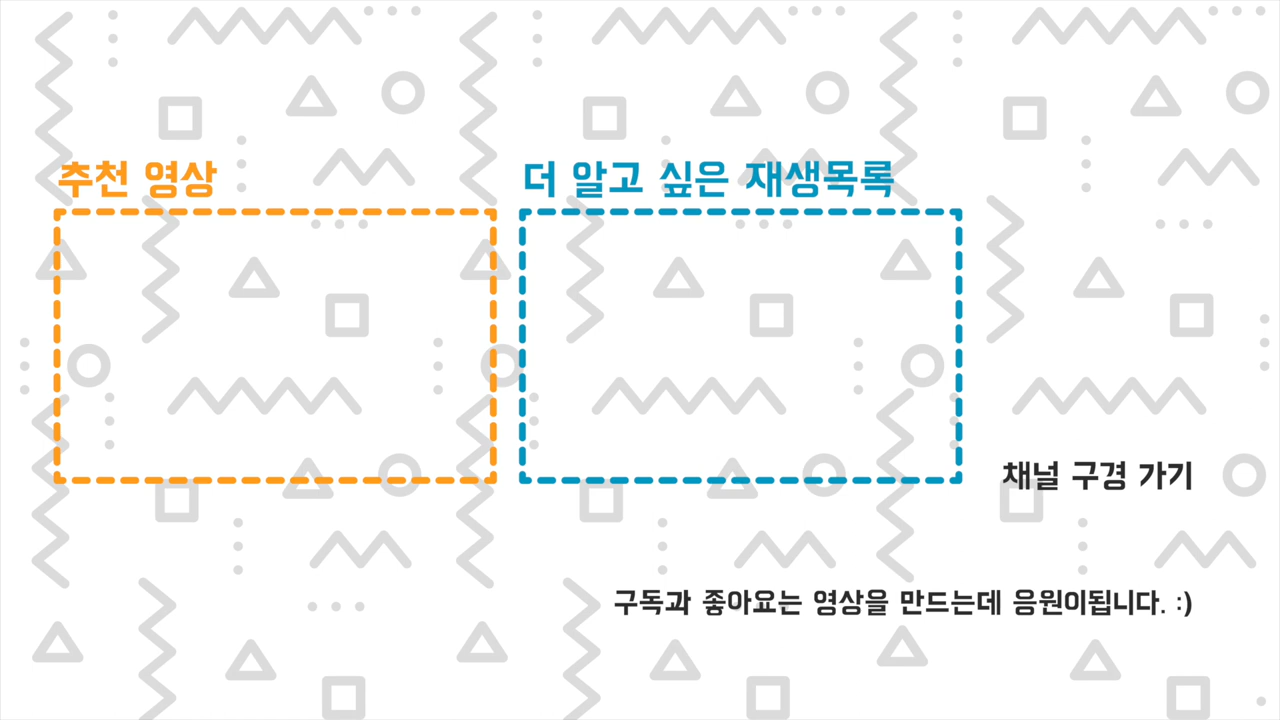 추천 영상
더 알고 싶은 재생목록
채널 구경 가기
구독과 좋아요는 영상을 만드는데 응원이됩니다. :)